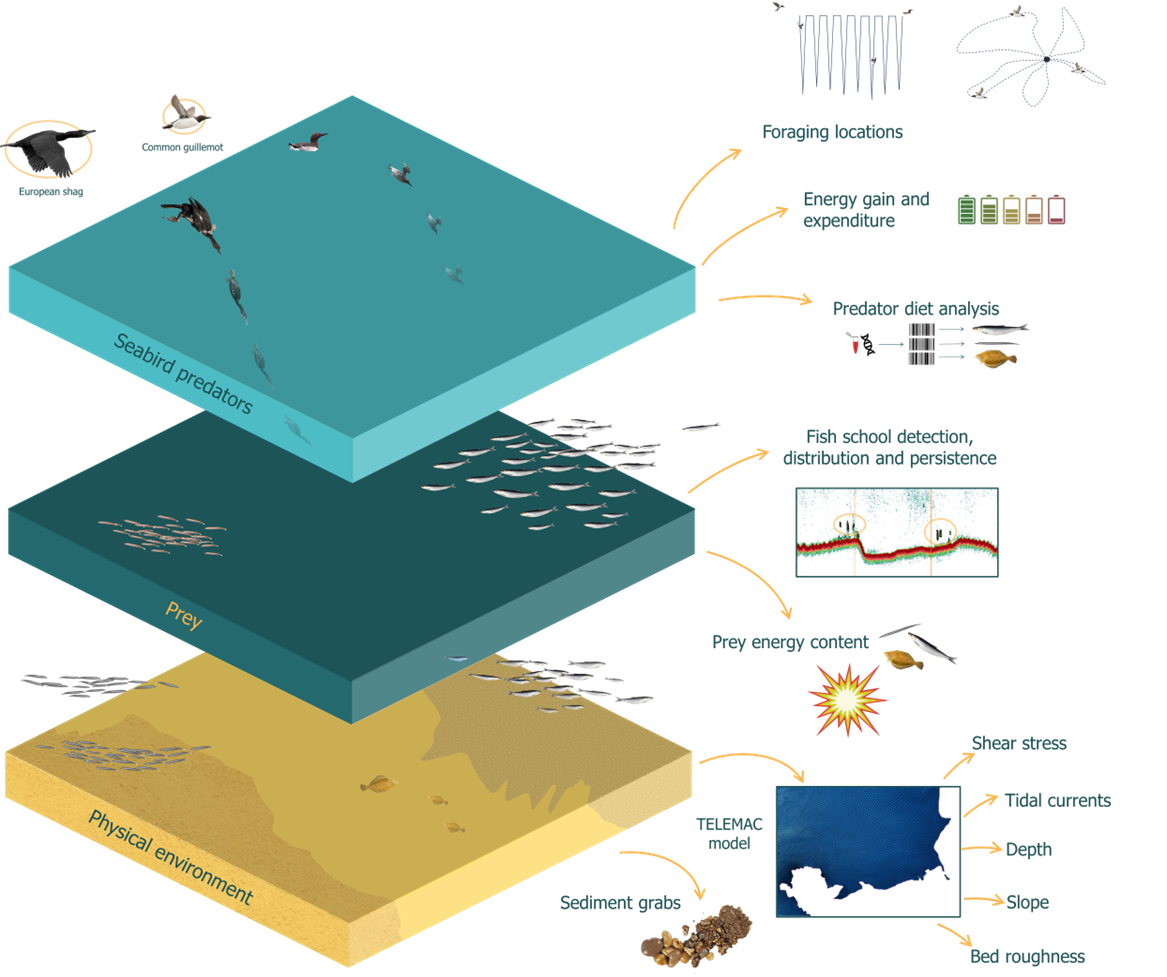 Foraging locations
Common guillemot
European shag
Energy gain and
expenditure
Predator diet analysis
Seabird predators
Fish school detection,
distribution and persistence
Prey
Prey energy content
Physical environment
TELEMAC
model
Shear stress
Tidal currents
Depth
Slope
Bed roughness
Sediment grabs